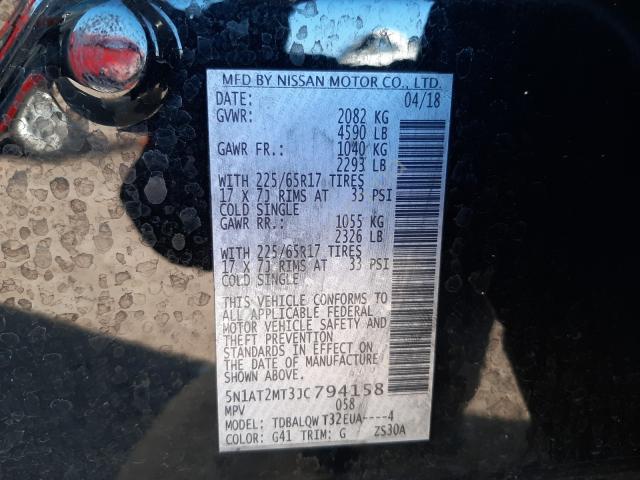 MFD BY NISSAN MOTOR CO., LTD.
DATE: 04/18
GVWR: 2082 KG
4590 LB
GAWR FR.: 1040 KG
2293 LB
WITH 225/65R17 TIRES
17 X 7J RIMS AT 33 PSI
COLD SINGLE
GAWR RR.: 1055 KG
2326 LB
WITH 225/65R17 TIRES
17 X 7J RIMS AT 33 PSI
COLD SINGLE
THIS VEHICLE CONFORMS TO
ALL APPLICABLE FEDERAL
MOTOR VEHICLE SAFETY AND
THEFT PREVENTION
STANDARDS IN EFFECT ON
THE DATE OF MANUFACTURE
SHOWN ABOVE.
5N1AT2MT3JC794158
MPV 058
MODEL: TDBALQW T32EUA----4
COLOR: G41 TRIM: G ZS30A